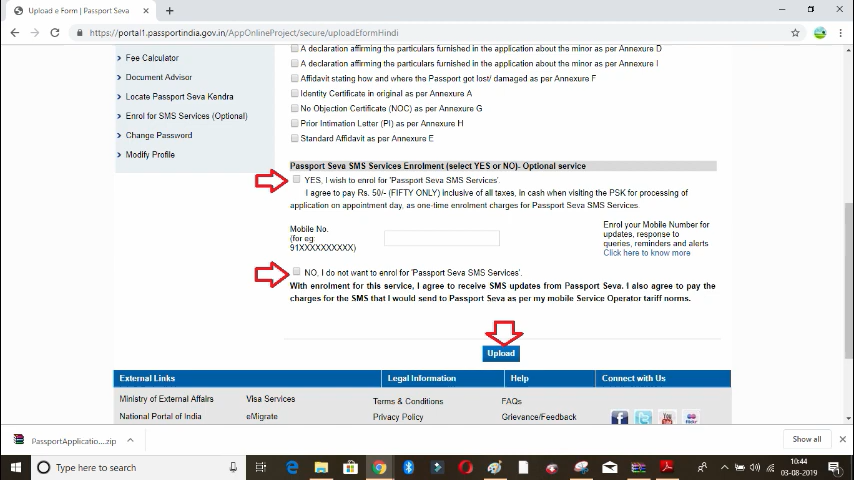 Upload e Form | Passport Seva
https://portal1.passportindia.gov.in/AppOnlineProject/secure/uploadEformHindi
Fee Calculator
Document Advisor
Locate Passport Seva Kendra
Enrol for SMS Services (Optional)
Change Password
Modify Profile
A declaration affirming the particulars furnished in the application about the minor as per Annexure D
A declaration affirming the particulars furnished in the application about the minor as per Annexure I
Affidavit stating how and where the Passport got lost/ damaged as per Annexure F
Identity Certificate in original as per Annexure A
No Objection Certificate (NOC) as per Annexure G
Prior Intimation Letter (PI) as per Annexure H
Standard Affidavit as per Annexure E
Passport Seva SMS Services Enrolment (select YES or NO)- Optional service
YES, I wish to enrol for 'Passport Seva SMS Services'.
I agree to pay Rs. 50/- (FIFTY ONLY) inclusive of all taxes, in cash when visiting the PSK for processing of
application on appointment day, as one-time enrolment charges for Passport Seva SMS Services.
Mobile No.
(for eg:
91XXXXXXXXXX)
Enrol your Mobile Number for
updates, response to
queries, reminders and alerts
Click here to know more
NO, I do not want to enrol for 'Passport Seva SMS Services'.
With enrolment for this service, I agree to receive SMS updates from Passport Seva. I also agree to pay the
charges for the SMS that I would send to Passport Seva as per my mobile Service Operator tariff norms.
Upload
External Links
Legal Information
Help
Connect with Us
Ministry of External Affairs
Visa Services
Terms & Conditions
FAQs
National Portal of India
eMigrate
Privacy Policy
Grievance/Feedback
You
flickr
PassportApplicatio....zip
Show all
Type here to search
10:44
03-08-2019